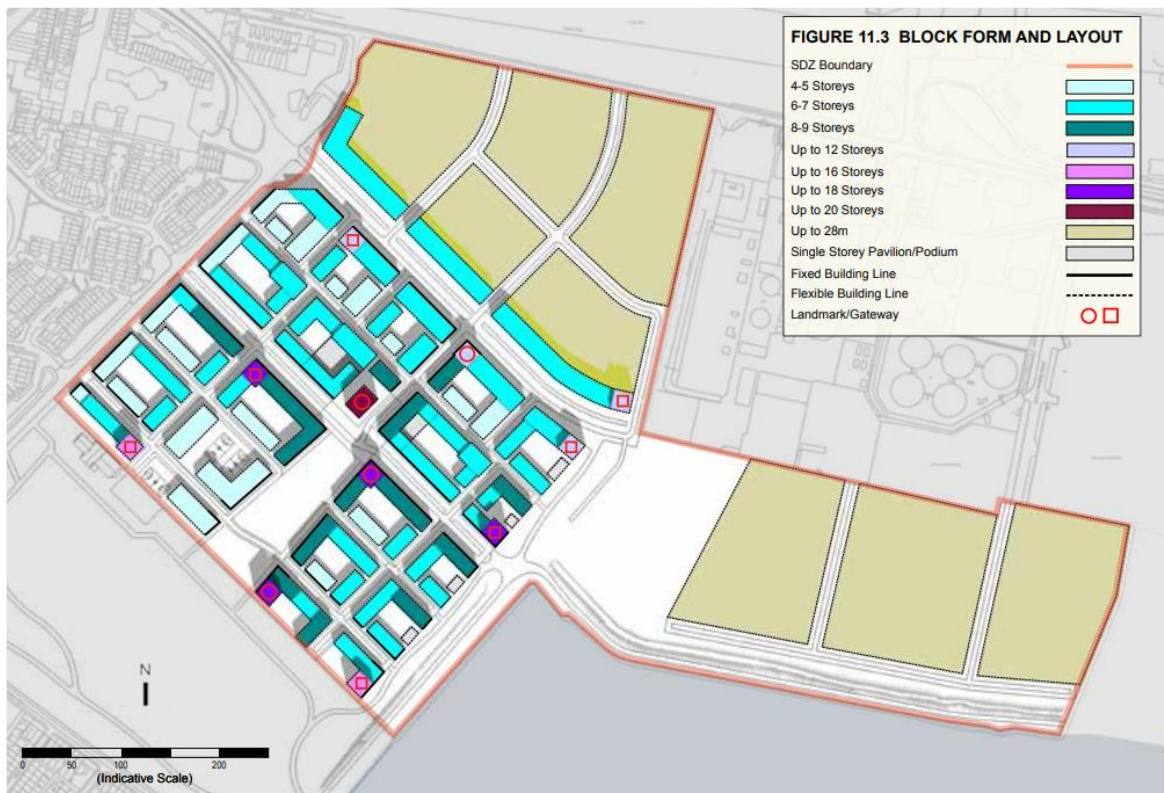 FIGURE 11.3 BLOCK FORM AND LAYOUT
SDZ Boundary
4-5 Storeys
6-7 Storeys
8-9 Storeys
Up to 12 Storeys
Up to 16 Storeys
Up to 18 Storeys
Up to 20 Storeys
Up to 28m
Single Storey Pavilion/Podium
Fixed Building Line
Flexible Building Line
Landmark/Gateway
N
0 50 100 200
(Indicative Scale)